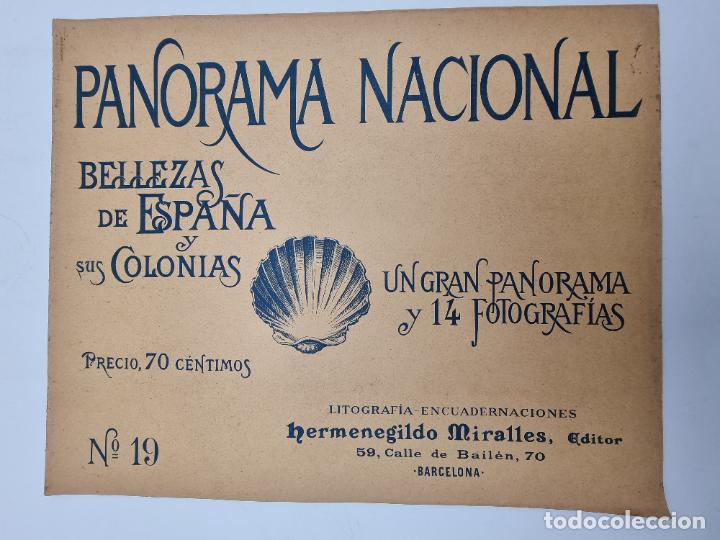 PANORAMA NACIONAL
BELLEZAS
DE ESPAÑA
y
SUS COLONIAS
UN GRAN PANORAMA
y 14 FOTOGRAFÍAS
PRECIO, 70 CÉNTIMOS
Nº 19
LITOGRAFÍA-ENCUADERNACIONES
Hermenegildo Miralles, Editor
59, Calle de Bailén, 70
·BARCELONA·
todocoleccion.net